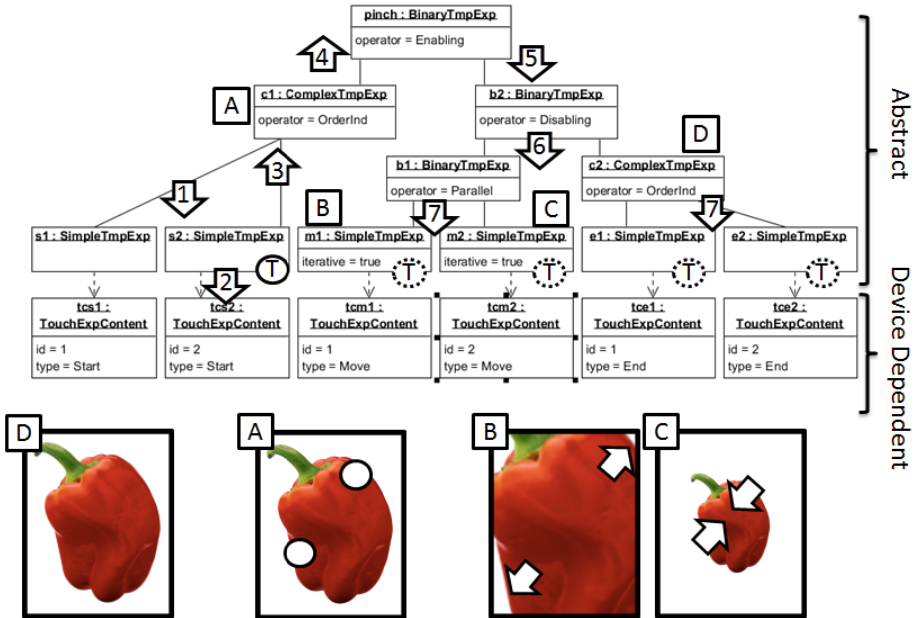 pinch : BinaryTmpExp
operator = Enabling
4
5
A
c1 : ComplexTmpExp
operator = OrderInd
b2 : BinaryTmpExp
operator = Disabling
D
6
3
1
b1 : BinaryTmpExp
operator = Parallel
c2 : ComplexTmpExp
operator = OrderInd
B
7
C
7
s1 : SimpleTmpExp
s2 : SimpleTmpExp
m1 : SimpleTmpExp
iterative = true
m2 : SimpleTmpExp
iterative = true
e1 : SimpleTmpExp
e2 : SimpleTmpExp
T
T
T
T
T
2
tcs1 :
TouchExpContent
id = 1
type = Start
tcs2 :
TouchExpContent
id = 2
type = Start
tcm1 :
TouchExpContent
id = 1
type = Move
tcm2 :
TouchExpContent
id = 2
type = Move
tce1 :
TouchExpContent
id = 1
type = End
tce2 :
TouchExpContent
id = 2
type = End
Abstract
Device Dependent
D
A
B
C